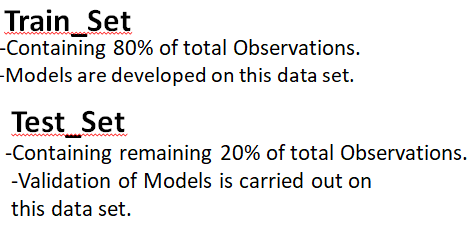 Train_Set
-Containing 80% of total Observations.
-Models are developed on this data set.
Test_Set
-Containing remaining 20% of total Observations.
-Validation of Models is carried out on
this data set.